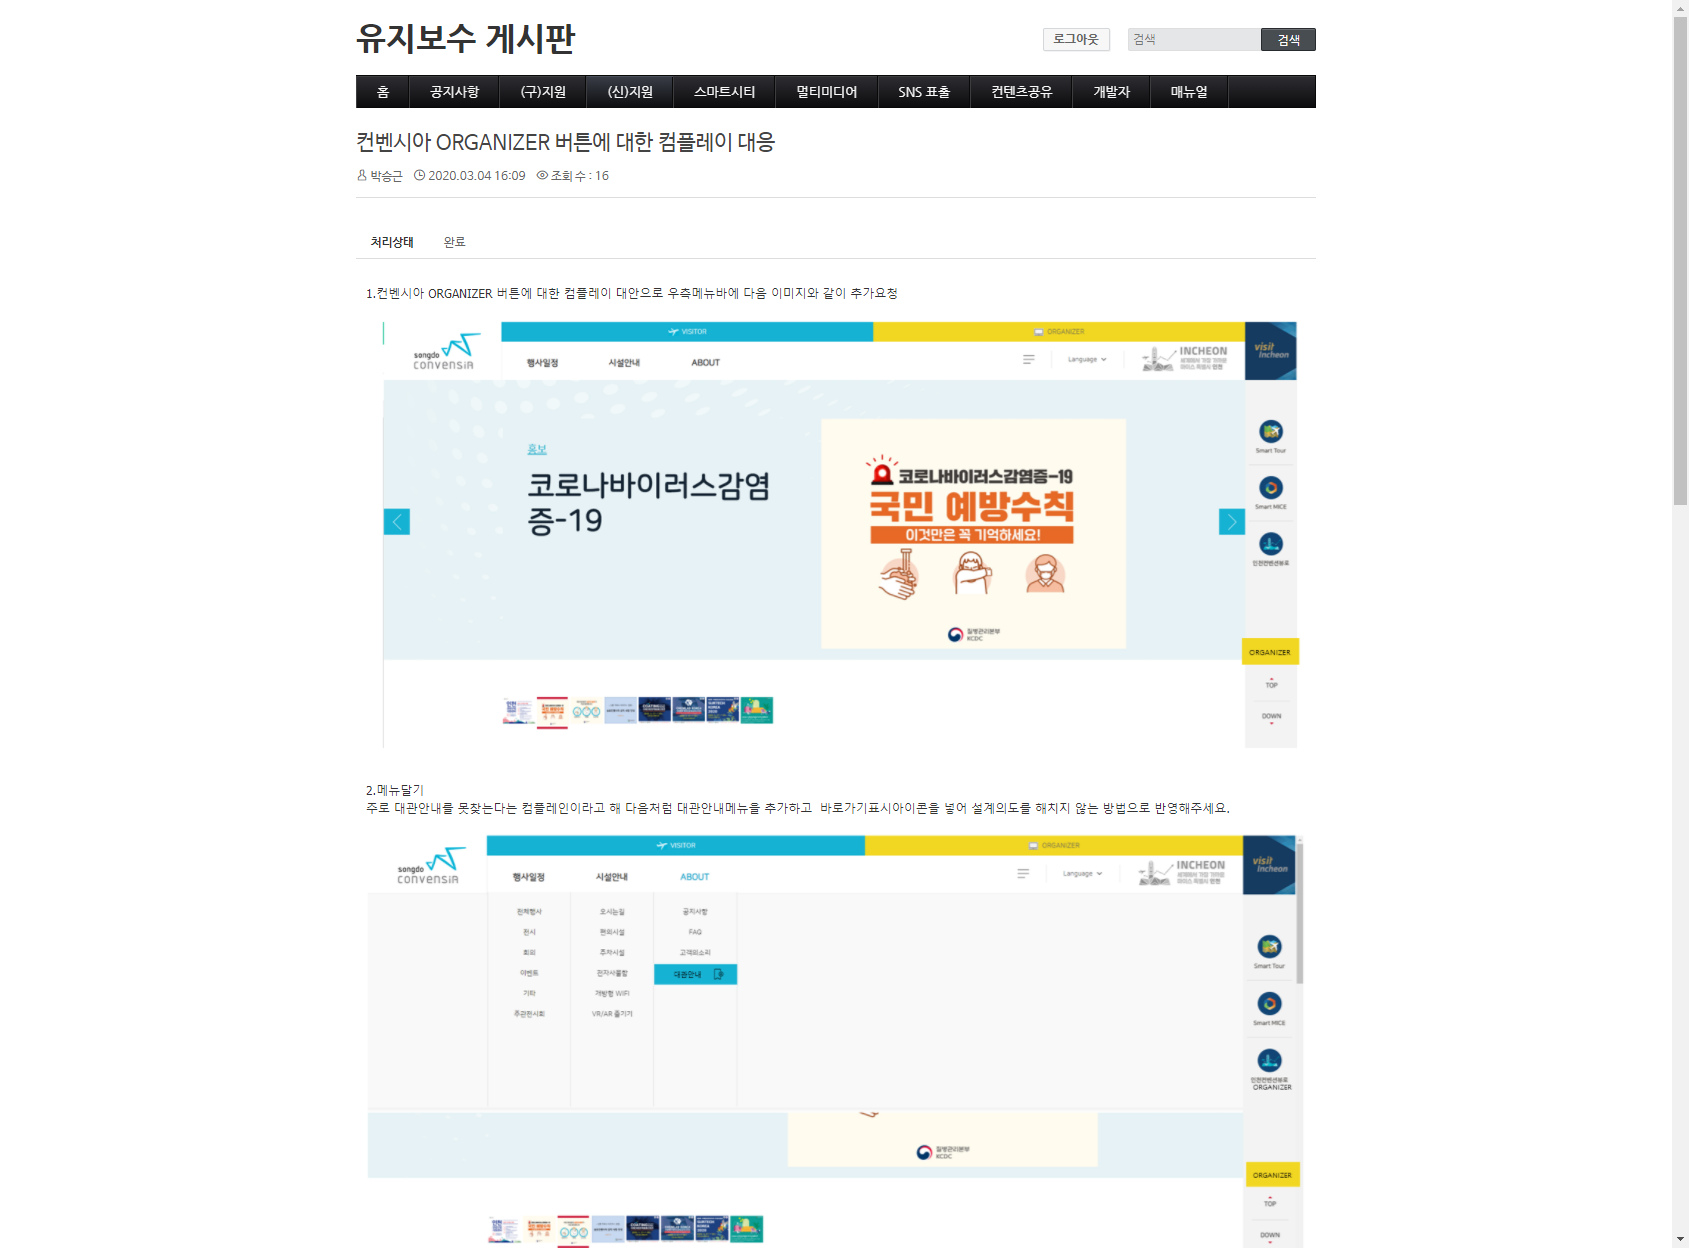 유지보수 게시판
로그아웃
검색
검색
홈
공지사항
(구)지원
(신)지원
스마트시티
멀티미디어
SNS 표출
컨텐츠공유
개발자
매뉴얼
컨벤시아 ORGANIZER 버튼에 대한 컴플레이 대응
박승근 2020.03.04 16:09 조회 수 : 16
처리상태 완료
1.컨벤시아 ORGANIZER 버튼에 대한 컴플레이 대안으로 우측메뉴바에 다음 이미지와 같이 추가요청
VISITOR
ORGANIZER
visit
Incheon
songdo
convensia
행사일정
시설안내
ABOUT
Language
INCHEON
홍보
코로나바이러스감염
증-19
코로나바이러스감염증-19
국민 예방수칙
이것만은 꼭 기억하세요!
질병관리본부
KCDC
Smart Tour
Smart MICE
인천컨벤션뷰로
ORGANIZER
TOP
DOWN
2.메뉴달기
주로 대관안내를 못찾는다는 컴플레인이라고 해 다음처럼 대관안내메뉴을 추가하고 바로가기표시아이콘을 넣어 설계의도를 해치지 않는 방법으로 반영해주세요.
VISITOR
ORGANIZER
visit
Incheon
songdo
convensia
행사일정
시설안내
ABOUT
Language
INCHEON
전체행사
오시는길
공지사항
전시
편의시설
FAQ
회의
주차시설
고객의소리
이벤트
전자사물함
대관안내
기타
개방형 WIFI
주관전시회
VR/AR 즐기기
Smart Tour
Smart MICE
인천컨벤션뷰로
ORGANIZER
질병관리본부
KCDC
ORGANIZER
TOP
DOWN